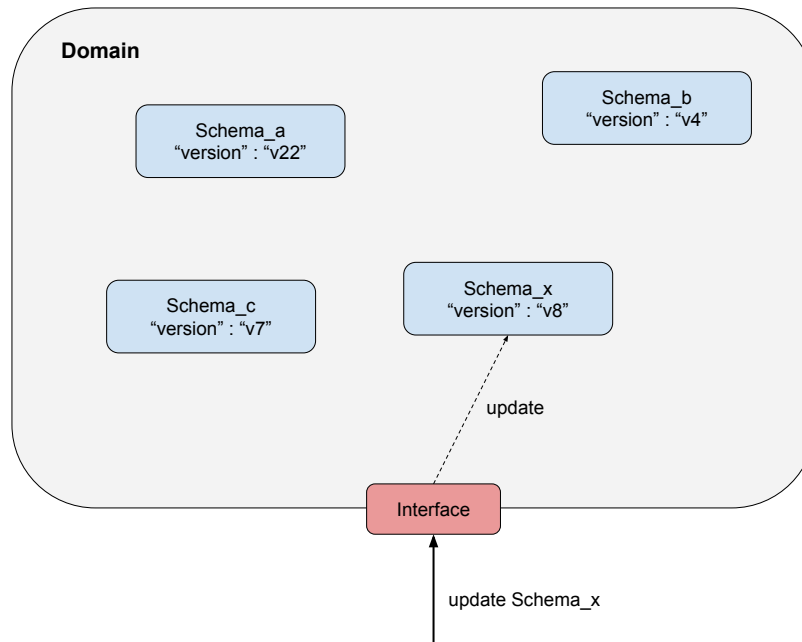 Domain
Schema_a
“version” : “v22”
Schema_b
“version” : “v4”
Schema_c
“version” : “v7”
Schema_x
“version” : “v8”
update
Interface
update Schema_x